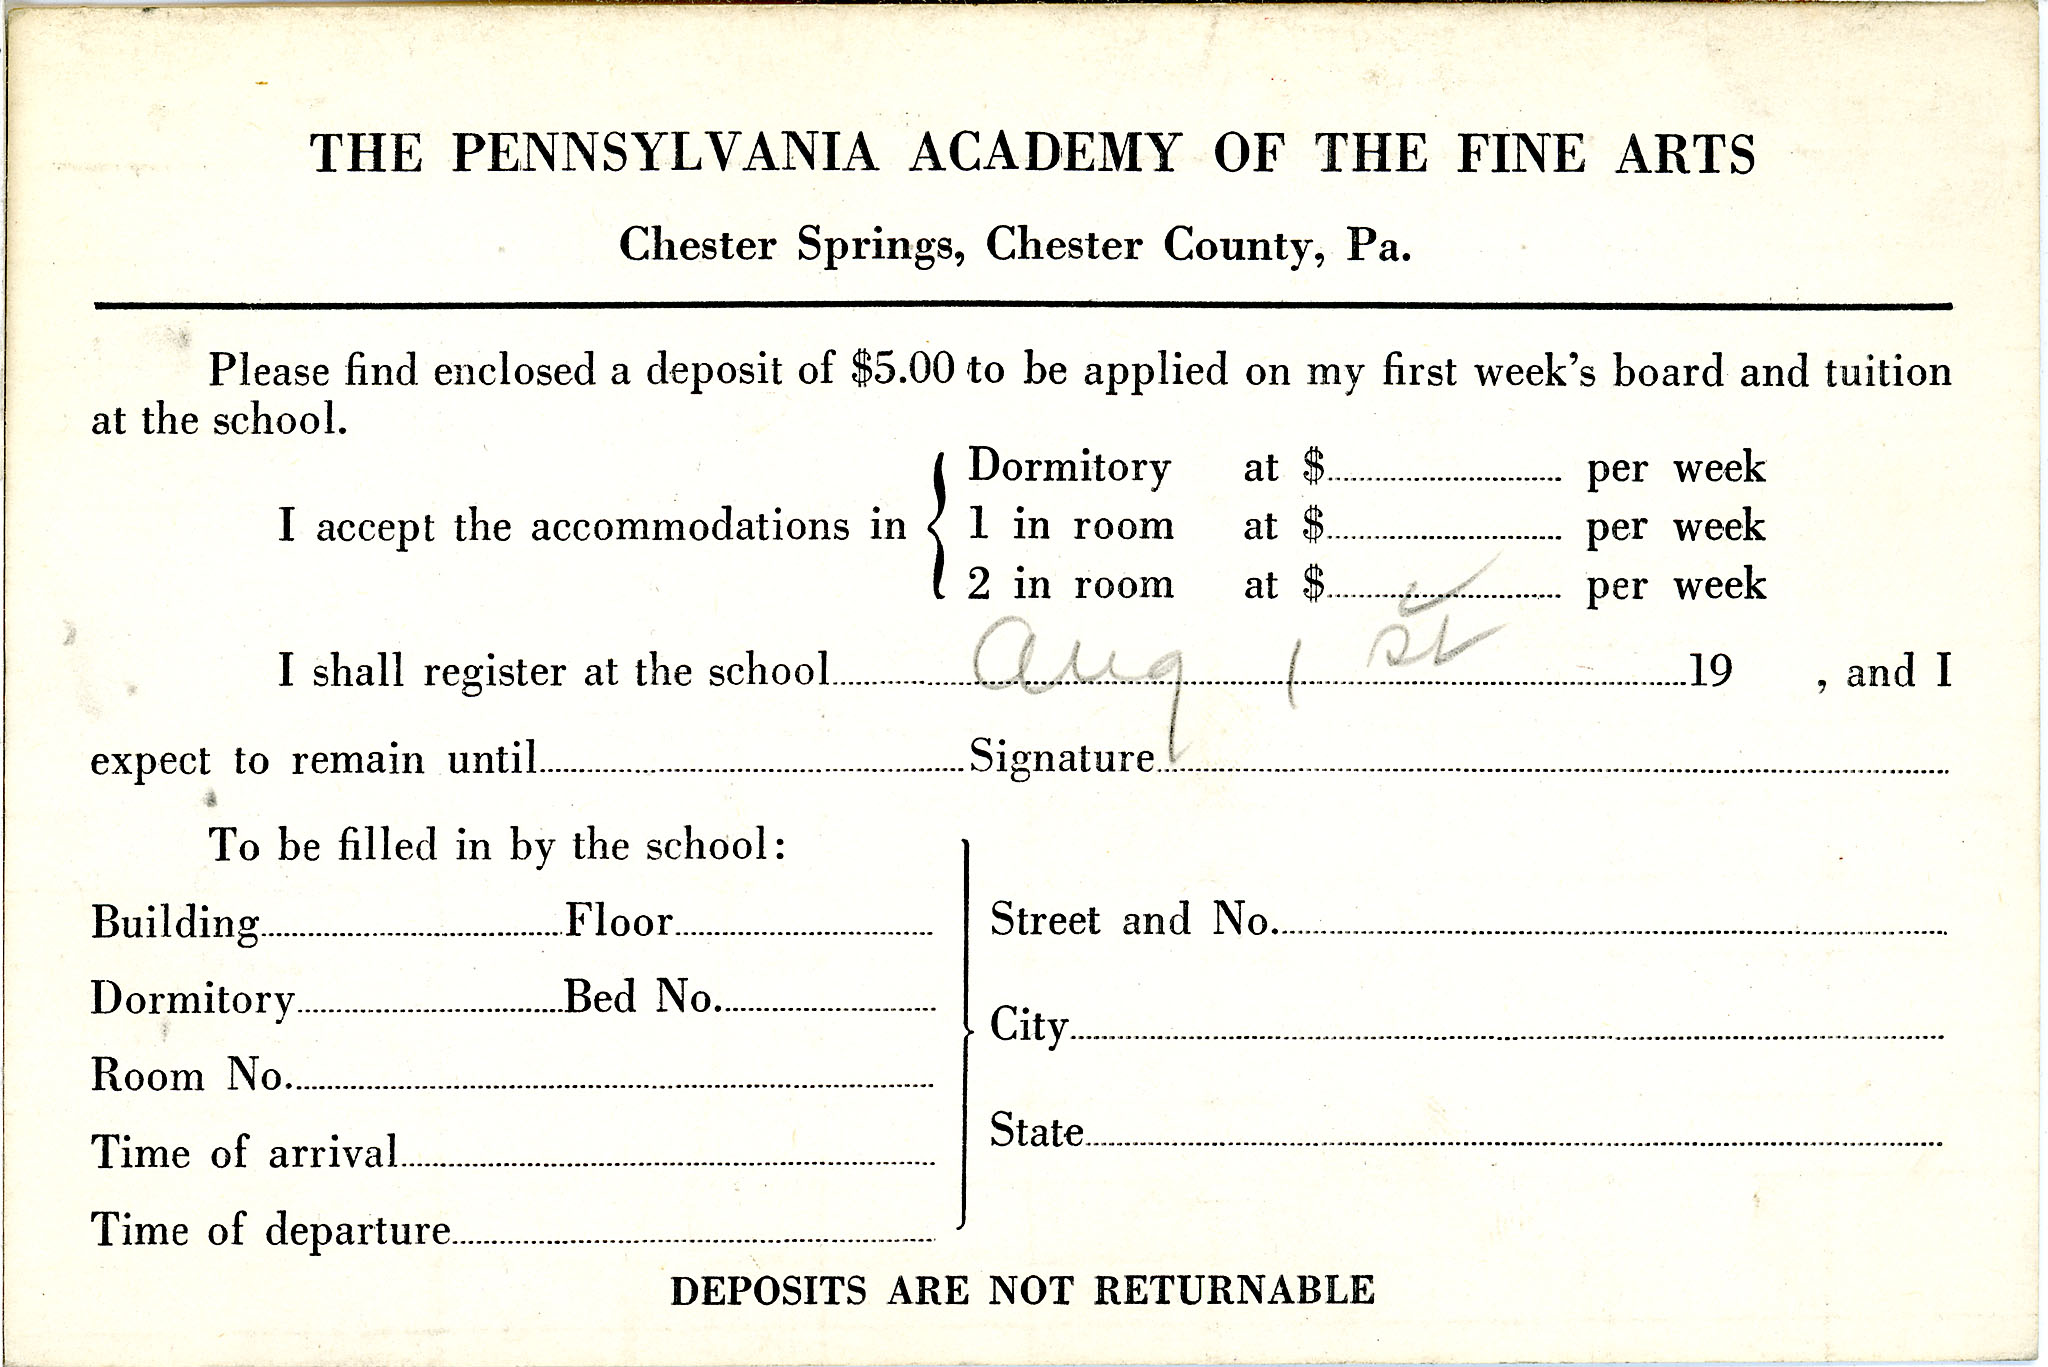 THE PENNSYLVANIA ACADEMY OF THE FINE ARTS
Chester Springs, Chester County, Pa.
Please find enclosed a deposit of $5.00 to be applied on my first week's board and tuition
at the school.
I accept the accommodations in
Dormitory at $ per week
1 in room at $ per week
2 in room at $ per week
I shall register at the school Aug 1st 19 , and I
expect to remain until Signature
To be filled in by the school:
Building Floor
Dormitory Bed No.
Room No.
Time of arrival
Time of departure
Street and No.
City
State
DEPOSITS ARE NOT RETURNABLE